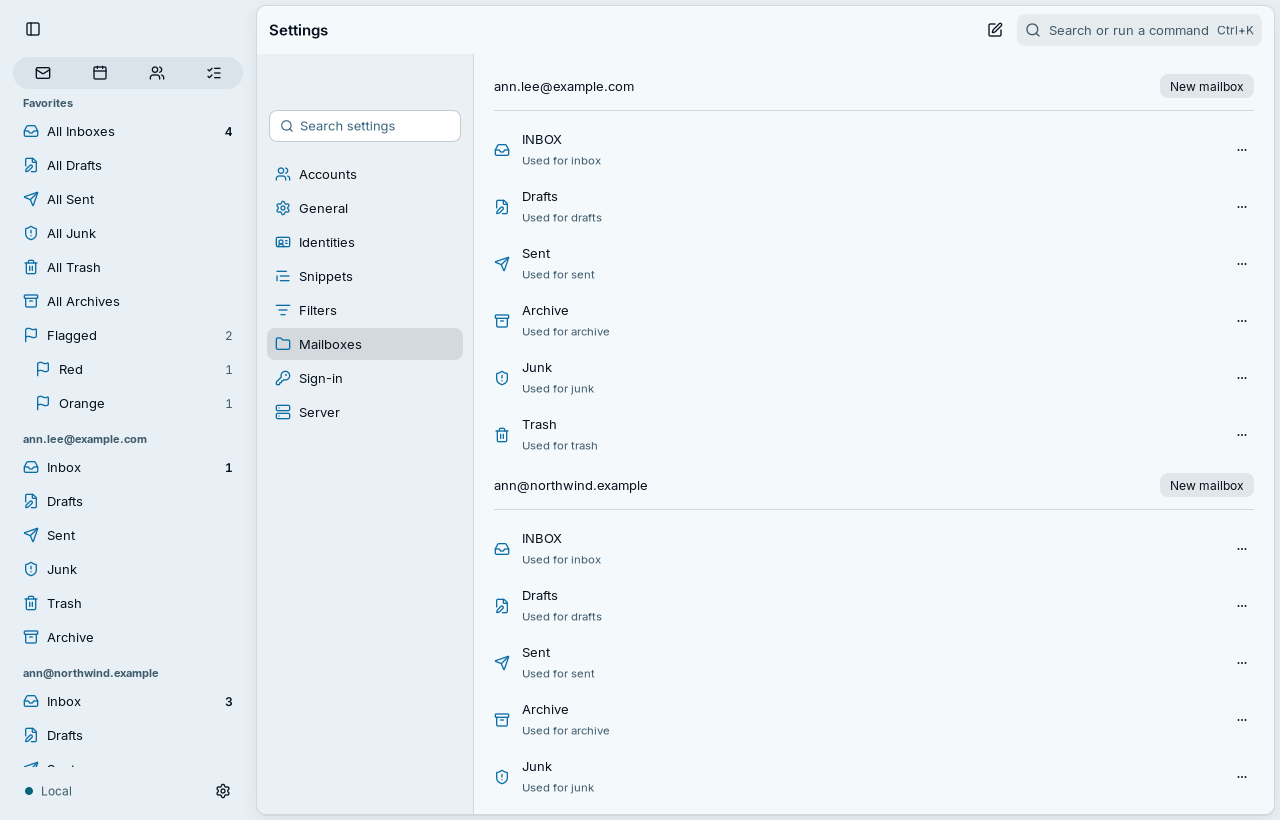 Settings
Search or run a command Ctrl+K
Favorites
All Inboxes 4
All Drafts
All Sent
All Junk
All Trash
All Archives
Flagged 2
Red 1
Orange 1
ann.lee@example.com
Inbox 1
Drafts
Sent
Junk
Trash
Archive
ann@northwind.example
Inbox 3
Drafts
Local
Search settings
Accounts
General
Identities
Snippets
Filters
Mailboxes
Sign-in
Server
ann.lee@example.com New mailbox
INBOX
Used for inbox
Drafts
Used for drafts
Sent
Used for sent
Archive
Used for archive
Junk
Used for junk
Trash
Used for trash
ann@northwind.example New mailbox
INBOX
Used for inbox
Drafts
Used for drafts
Sent
Used for sent
Archive
Used for archive
Junk
Used for junk